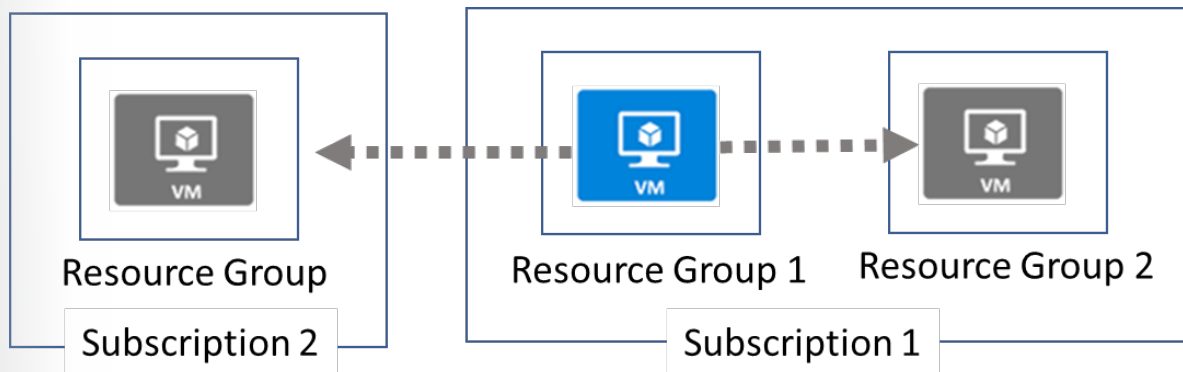 VM
Resource Group
Subscription 2
VM
Resource Group 1
VM
Resource Group 2
Subscription 1